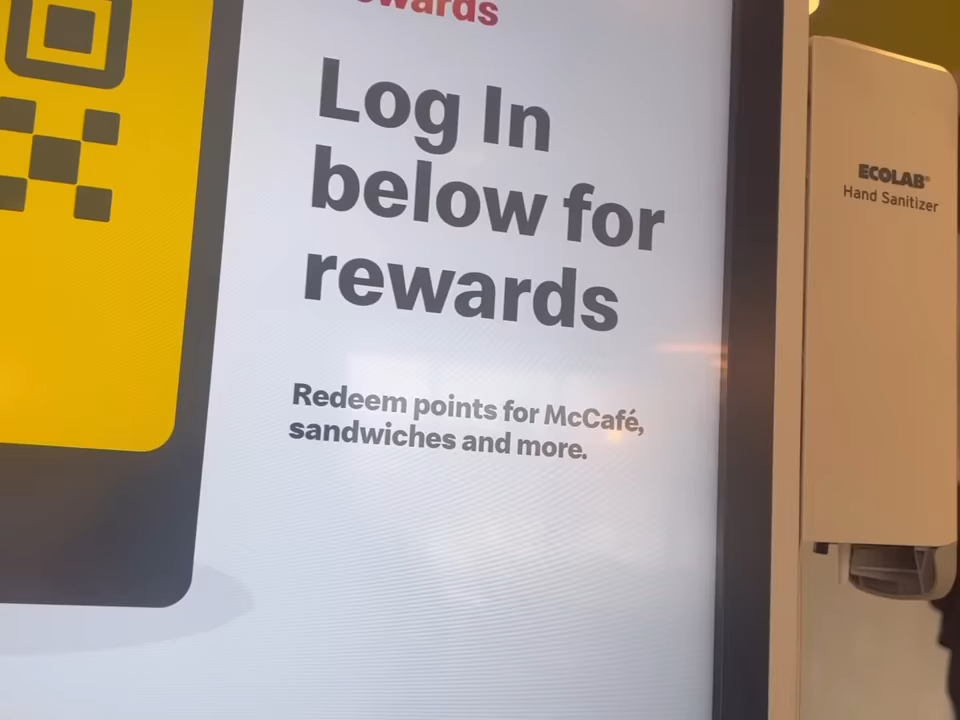 Log In
below for
rewards
Redeem points for McCafé,
sandwiches and more.
ECOLAB®
Hand Sanitizer